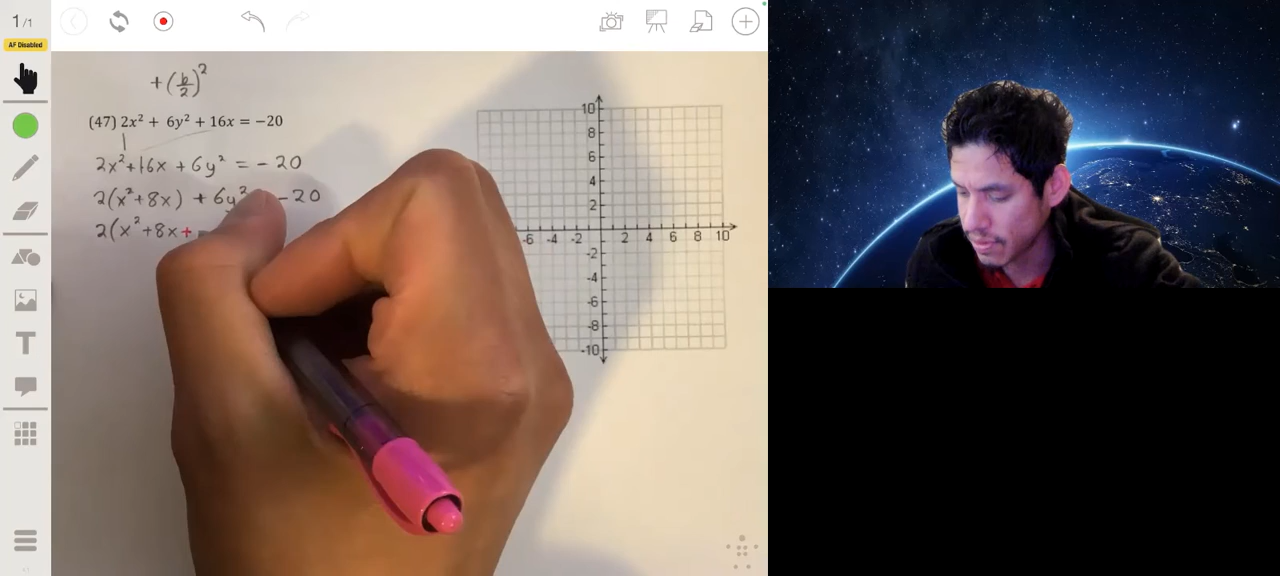 1/1
AF Disabled
+(b/2)²
(47) 2x² + 6y² + 16x = −20
2x²+16x + 6y² = - 20
2(x²+8x) + 6y² -20
2(x²+8x+
10
8
6
4
2
-6 -4 -2 2 4 6 8 10
-2
-4
-6
-8
-10
T